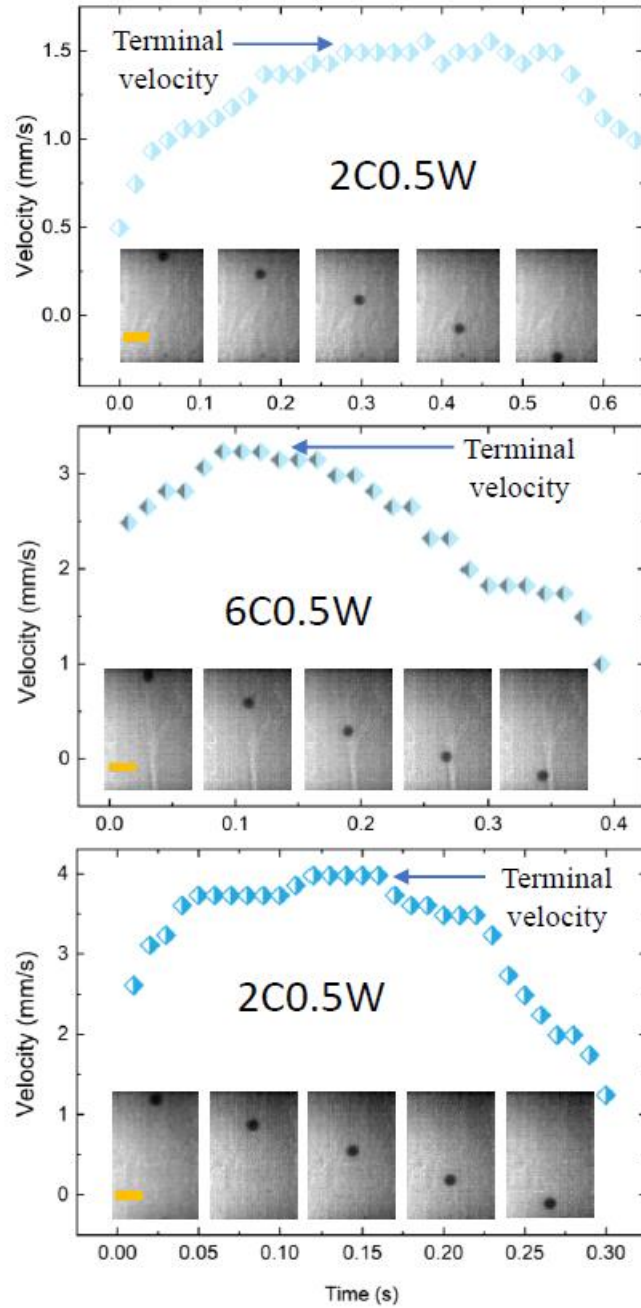 Terminal
velocity
2C0.5W
Velocity (mm/s)
1.5
1.0
0.5
0.0
0.0 0.1 0.2 0.3 0.4 0.5 0.6
Terminal
velocity
6C0.5W
Velocity (mm/s)
3
2
1
0
0.0 0.1 0.2 0.3 0.4
Terminal
velocity
2C0.5W
Velocity (mm/s)
4
3
2
1
0
0.00 0.05 0.10 0.15 0.20 0.25 0.30
Time (s)